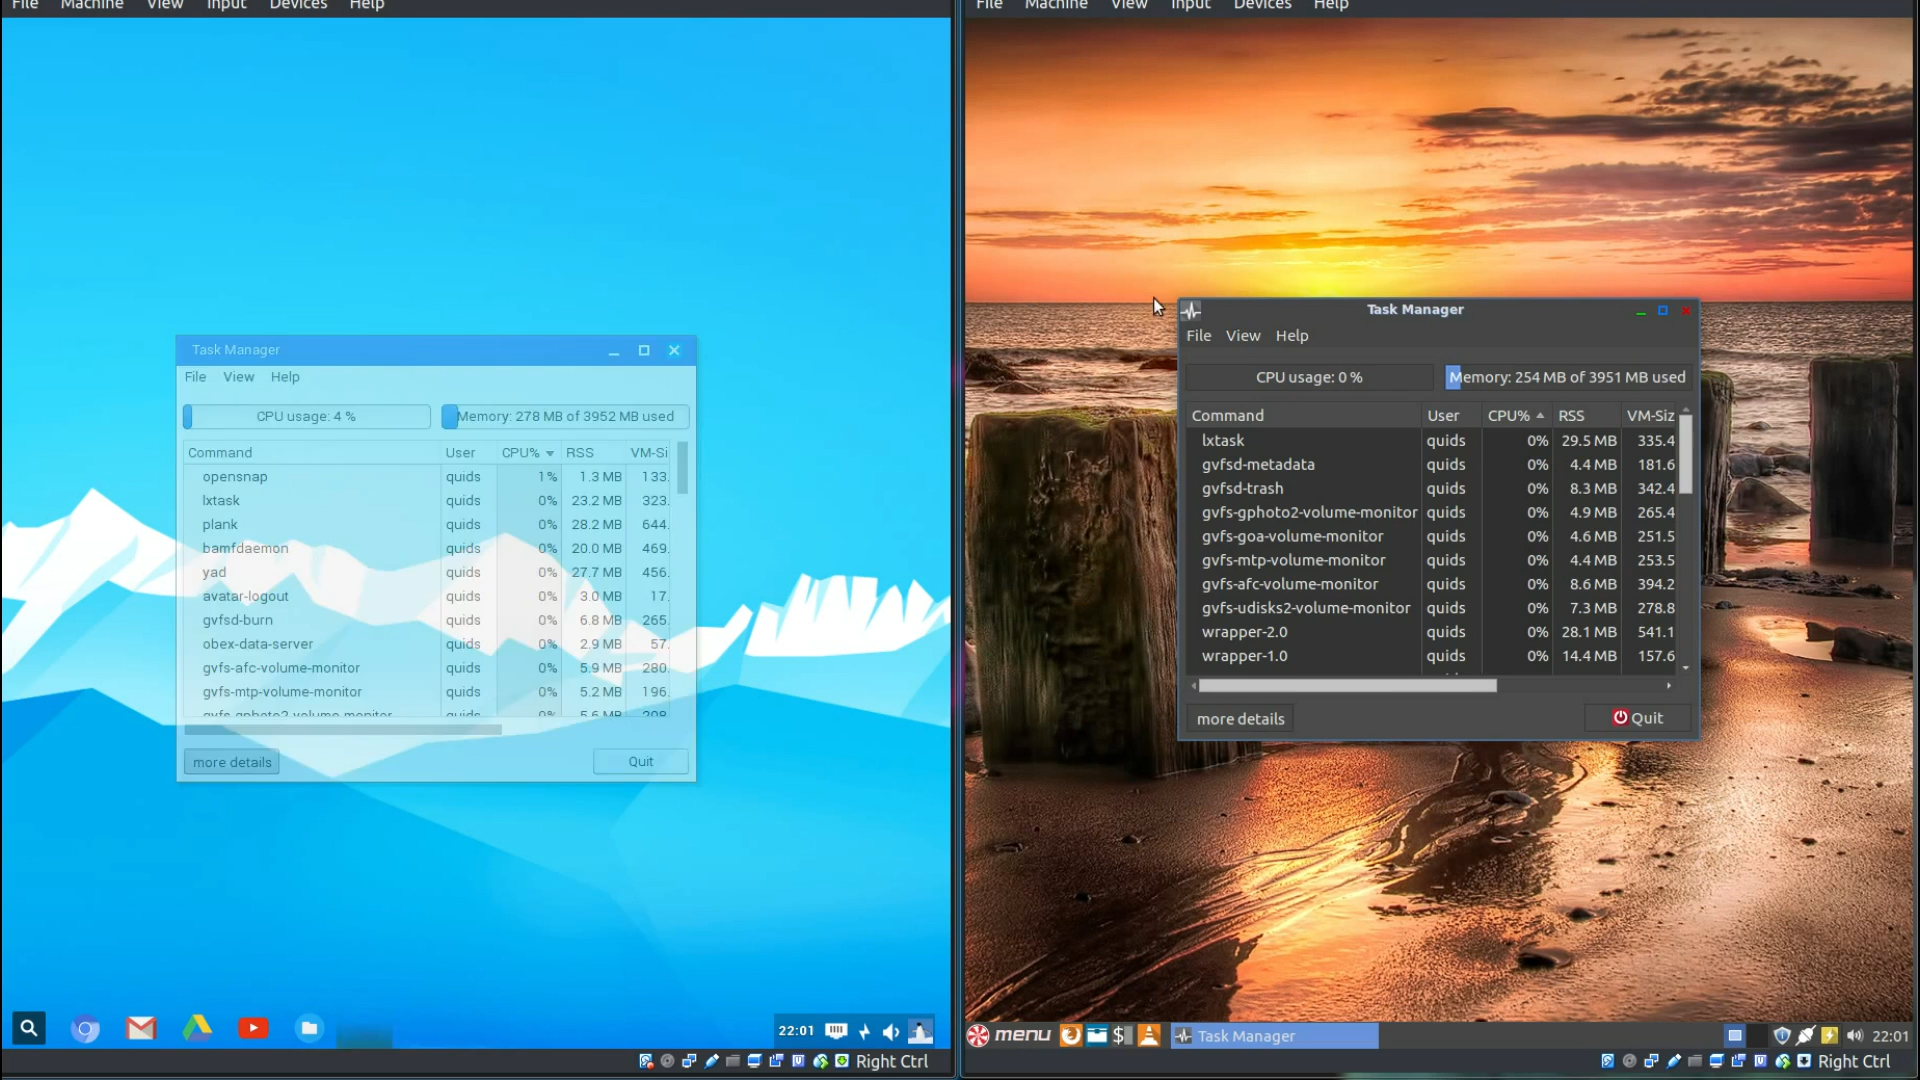 File Machine View Input Devices Help
Task Manager
File View Help
CPU usage: 4 %
Memory: 278 MB of 3952 MB used
Command User CPU% RSS VM-Si
opensnap quids 1% 1.3 MB 133.
lxtask quids 0% 23.2 MB 323.
plank quids 0% 28.2 MB 644.
bamfdaemon quids 0% 20.0 MB 469.
yad quids 0% 27.7 MB 456.
avatar-logout quids 0% 3.0 MB 17.
gvfsd-burn quids 0% 6.8 MB 265.
obex-data-server quids 0% 2.9 MB 57.
gvfs-afc-volume-monitor quids 0% 5.9 MB 280.
gvfs-mtp-volume-monitor quids 0% 5.2 MB 196.
gvfs-gphoto2-volume-monitor quids 0% 5.6 MB 208.
more details Quit
22:01
Right Ctrl
File Machine View Input Devices Help
Task Manager
File View Help
CPU usage: 0 %
Memory: 254 MB of 3951 MB used
Command User CPU% RSS VM-Siz
lxtask quids 0% 29.5 MB 335.4
gvfsd-metadata quids 0% 4.4 MB 181.6
gvfsd-trash quids 0% 8.3 MB 342.4
gvfs-gphoto2-volume-monitor quids 0% 4.9 MB 265.4
gvfs-goa-volume-monitor quids 0% 4.6 MB 251.5
gvfs-mtp-volume-monitor quids 0% 4.4 MB 253.5
gvfs-afc-volume-monitor quids 0% 8.6 MB 394.2
gvfs-udisks2-volume-monitor quids 0% 7.3 MB 278.8
wrapper-2.0 quids 0% 28.1 MB 541.1
wrapper-1.0 quids 0% 14.4 MB 157.6
more details Quit
menu Task Manager 22:01
Right Ctrl